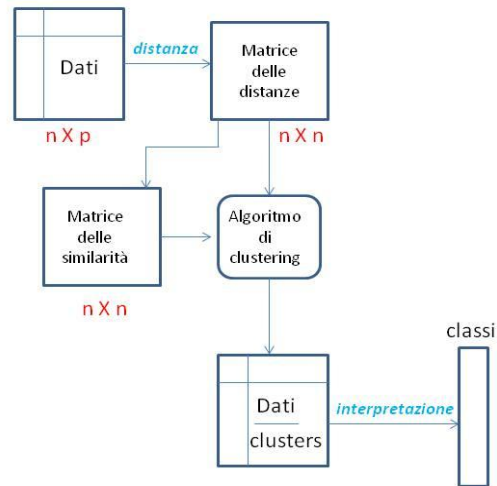 Dati
distanza
Matrice
delle
distanze
n X p
n X n
Matrice
delle
similarità
Algoritmo
di
clustering
n X n
classi
Dati
clusters
interpretazione